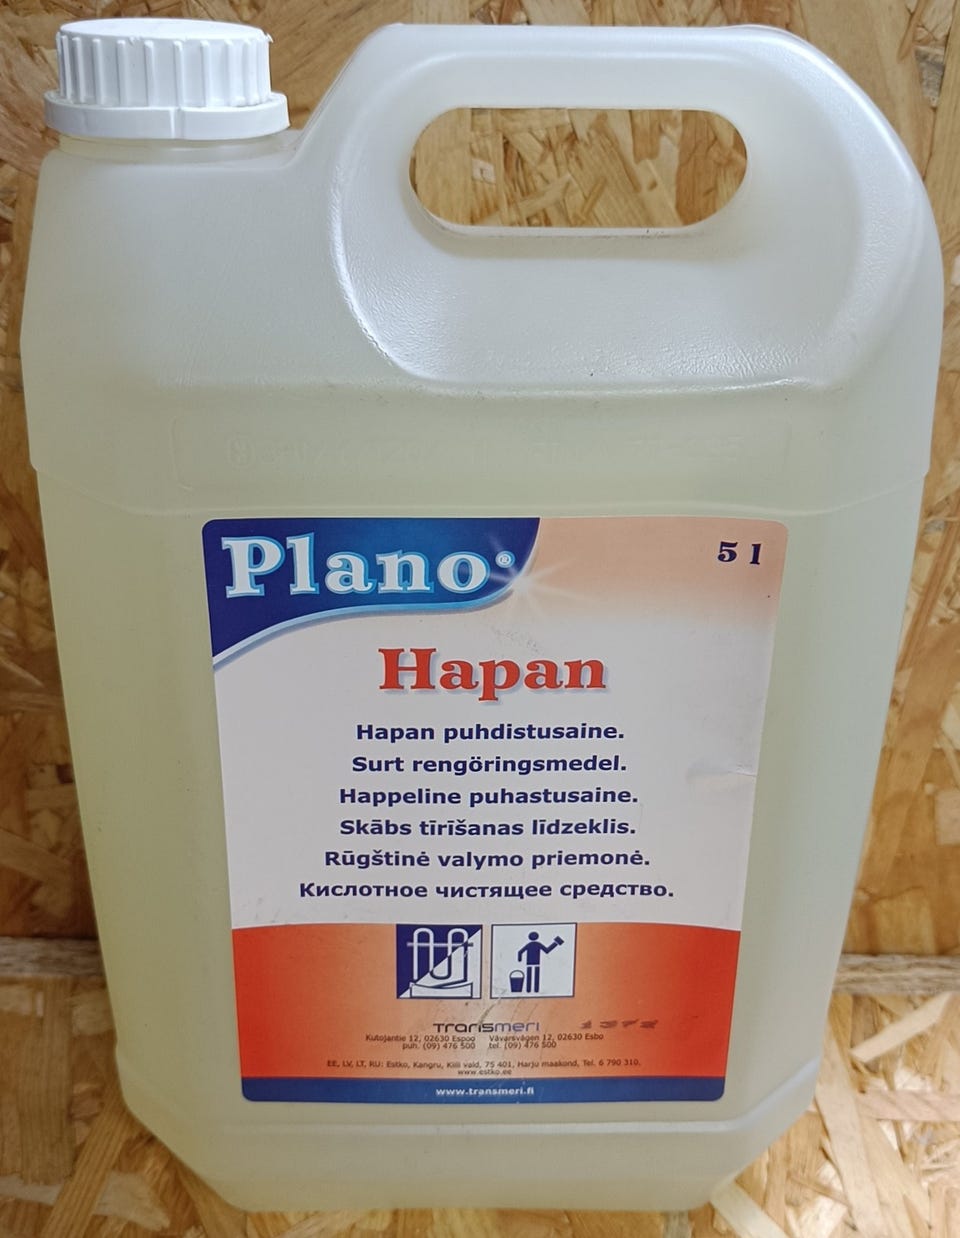 Plano®
5 l
Hapan
Hapan puhdistusaine.
Surt rengöringsmedel.
Happeline puhastusaine.
Skābs tīrīšanas līdzeklis.
Rūgštinė valymo priemonė.
Кислотное чистящее средство.
Transmeri
Kutojantie 12, 02630 Espoo Vävarsvägen 12, 02630 Esbo
puh. (09) 476 500 tel. (09) 476 500
EE, LV, LT, RU: Estko, Kangru, Kiili vald, 75 401, Harju maakond, Tel. 6 790 310.
www.estko.ee
www.transmeri.fi